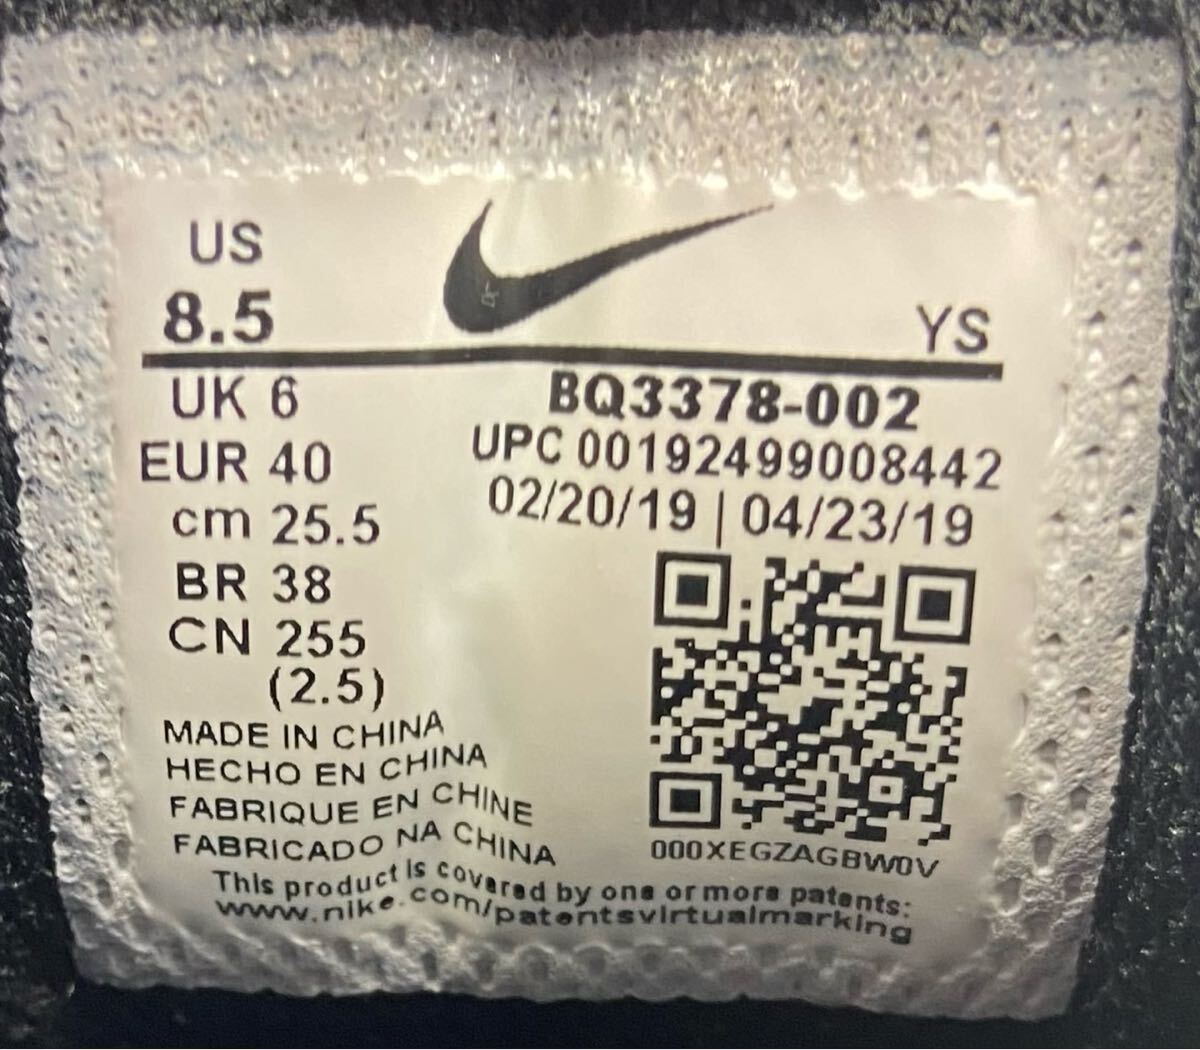 US
8.5
YS
UK 6
EUR 40
cm 25.5
BR 38
CN 255
(2.5)
BQ3378-002
UPC 00192499008442
02/20/19 | 04/23/19
000XEGZAGBW0V
MADE IN CHINA
HECHO EN CHINA
FABRIQUE EN CHINE
FABRICADO NA CHINA
This product is covered by one or more patents:
www.nike.com/patentsvirtualmarking